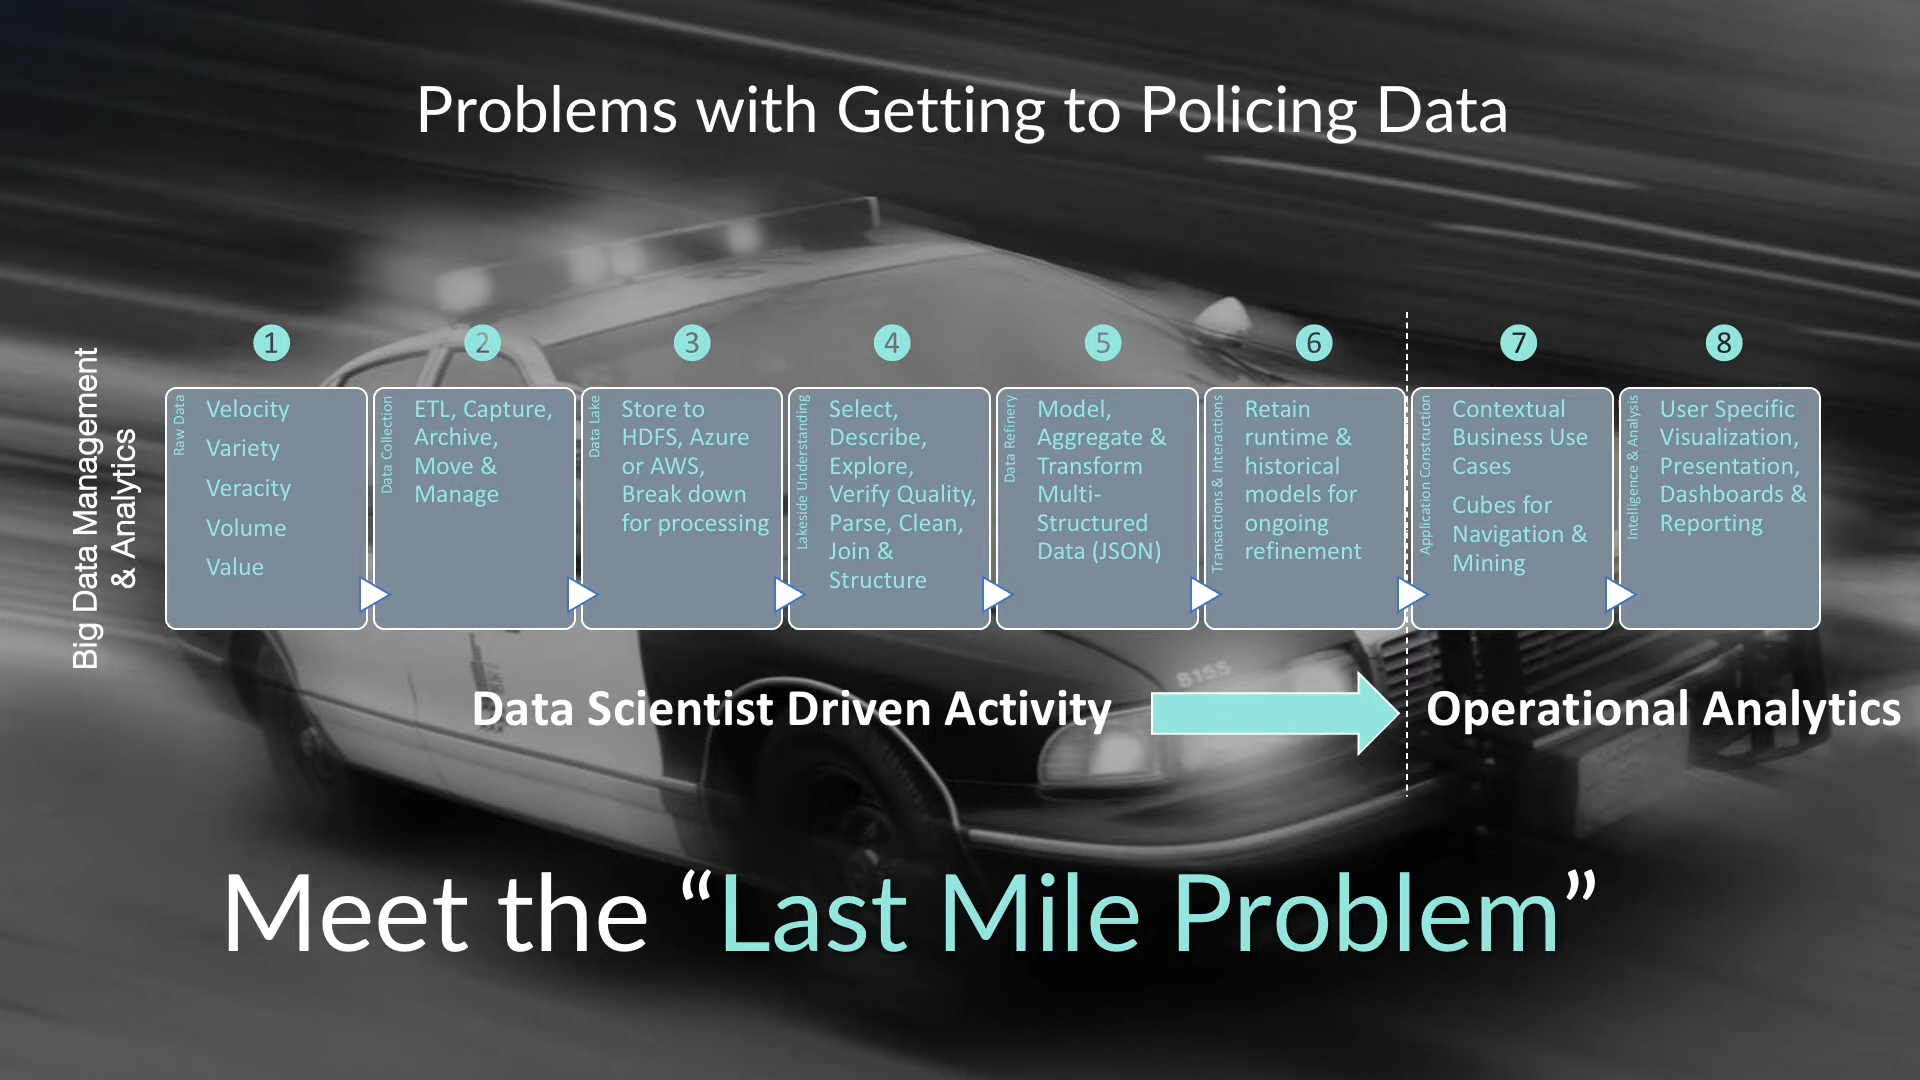 Problems with Getting to Policing Data
Big Data Management
& Analytics
1
Raw Data
Velocity
Variety
Veracity
Volume
Value
2
Data Collection
ETL, Capture,
Archive,
Move &
Manage
3
Data Lake
Store to
HDFS, Azure
or AWS,
Break down
for processing
4
Lakeside Understanding
Select,
Describe,
Explore,
Verify Quality,
Parse, Clean,
Join &
Structure
5
Data Refinery
Model,
Aggregate &
Transform
Multi-
Structured
Data (JSON)
6
Transactions & Interactions
Retain
runtime &
historical
models for
ongoing
refinement
7
Application Construction
Contextual
Business Use
Cases
Cubes for
Navigation &
Mining
8
Intelligence & Analysis
User Specific
Visualization,
Presentation,
Dashboards &
Reporting
8155
Data Scientist Driven Activity
Operational Analytics
Meet the “Last Mile Problem”